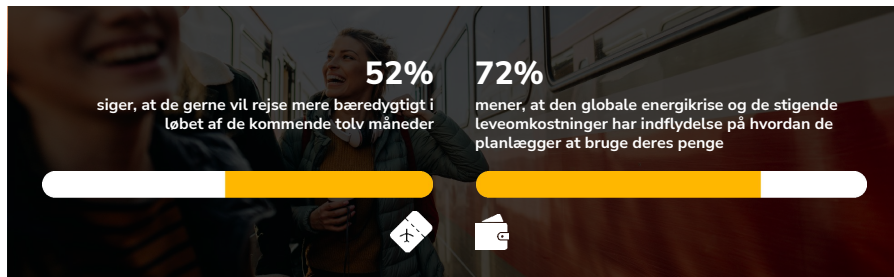 52%
siger, at de gerne vil rejse mere bæredygtigt i
løbet af de kommende tolv måneder
72%
mener, at den globale energikrise og de stigende
leveomkostninger har indflydelse på hvordan de
planlægger at bruge deres penge